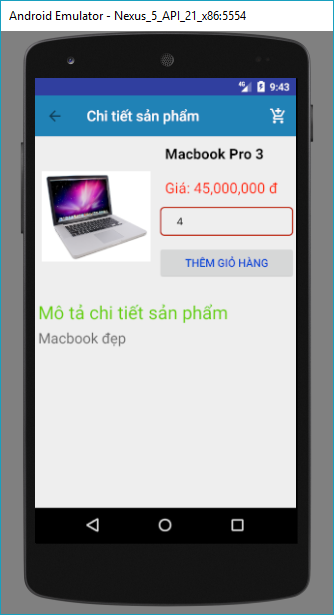 Android Emulator - Nexus_5_API_21_x86:5554
4G 9:43
Chi tiết sản phẩm
Macbook Pro 3
Giá: 45,000,000 đ
4
THÊM GIỎ HÀNG
Mô tả chi tiết sản phẩm
Macbook đẹp